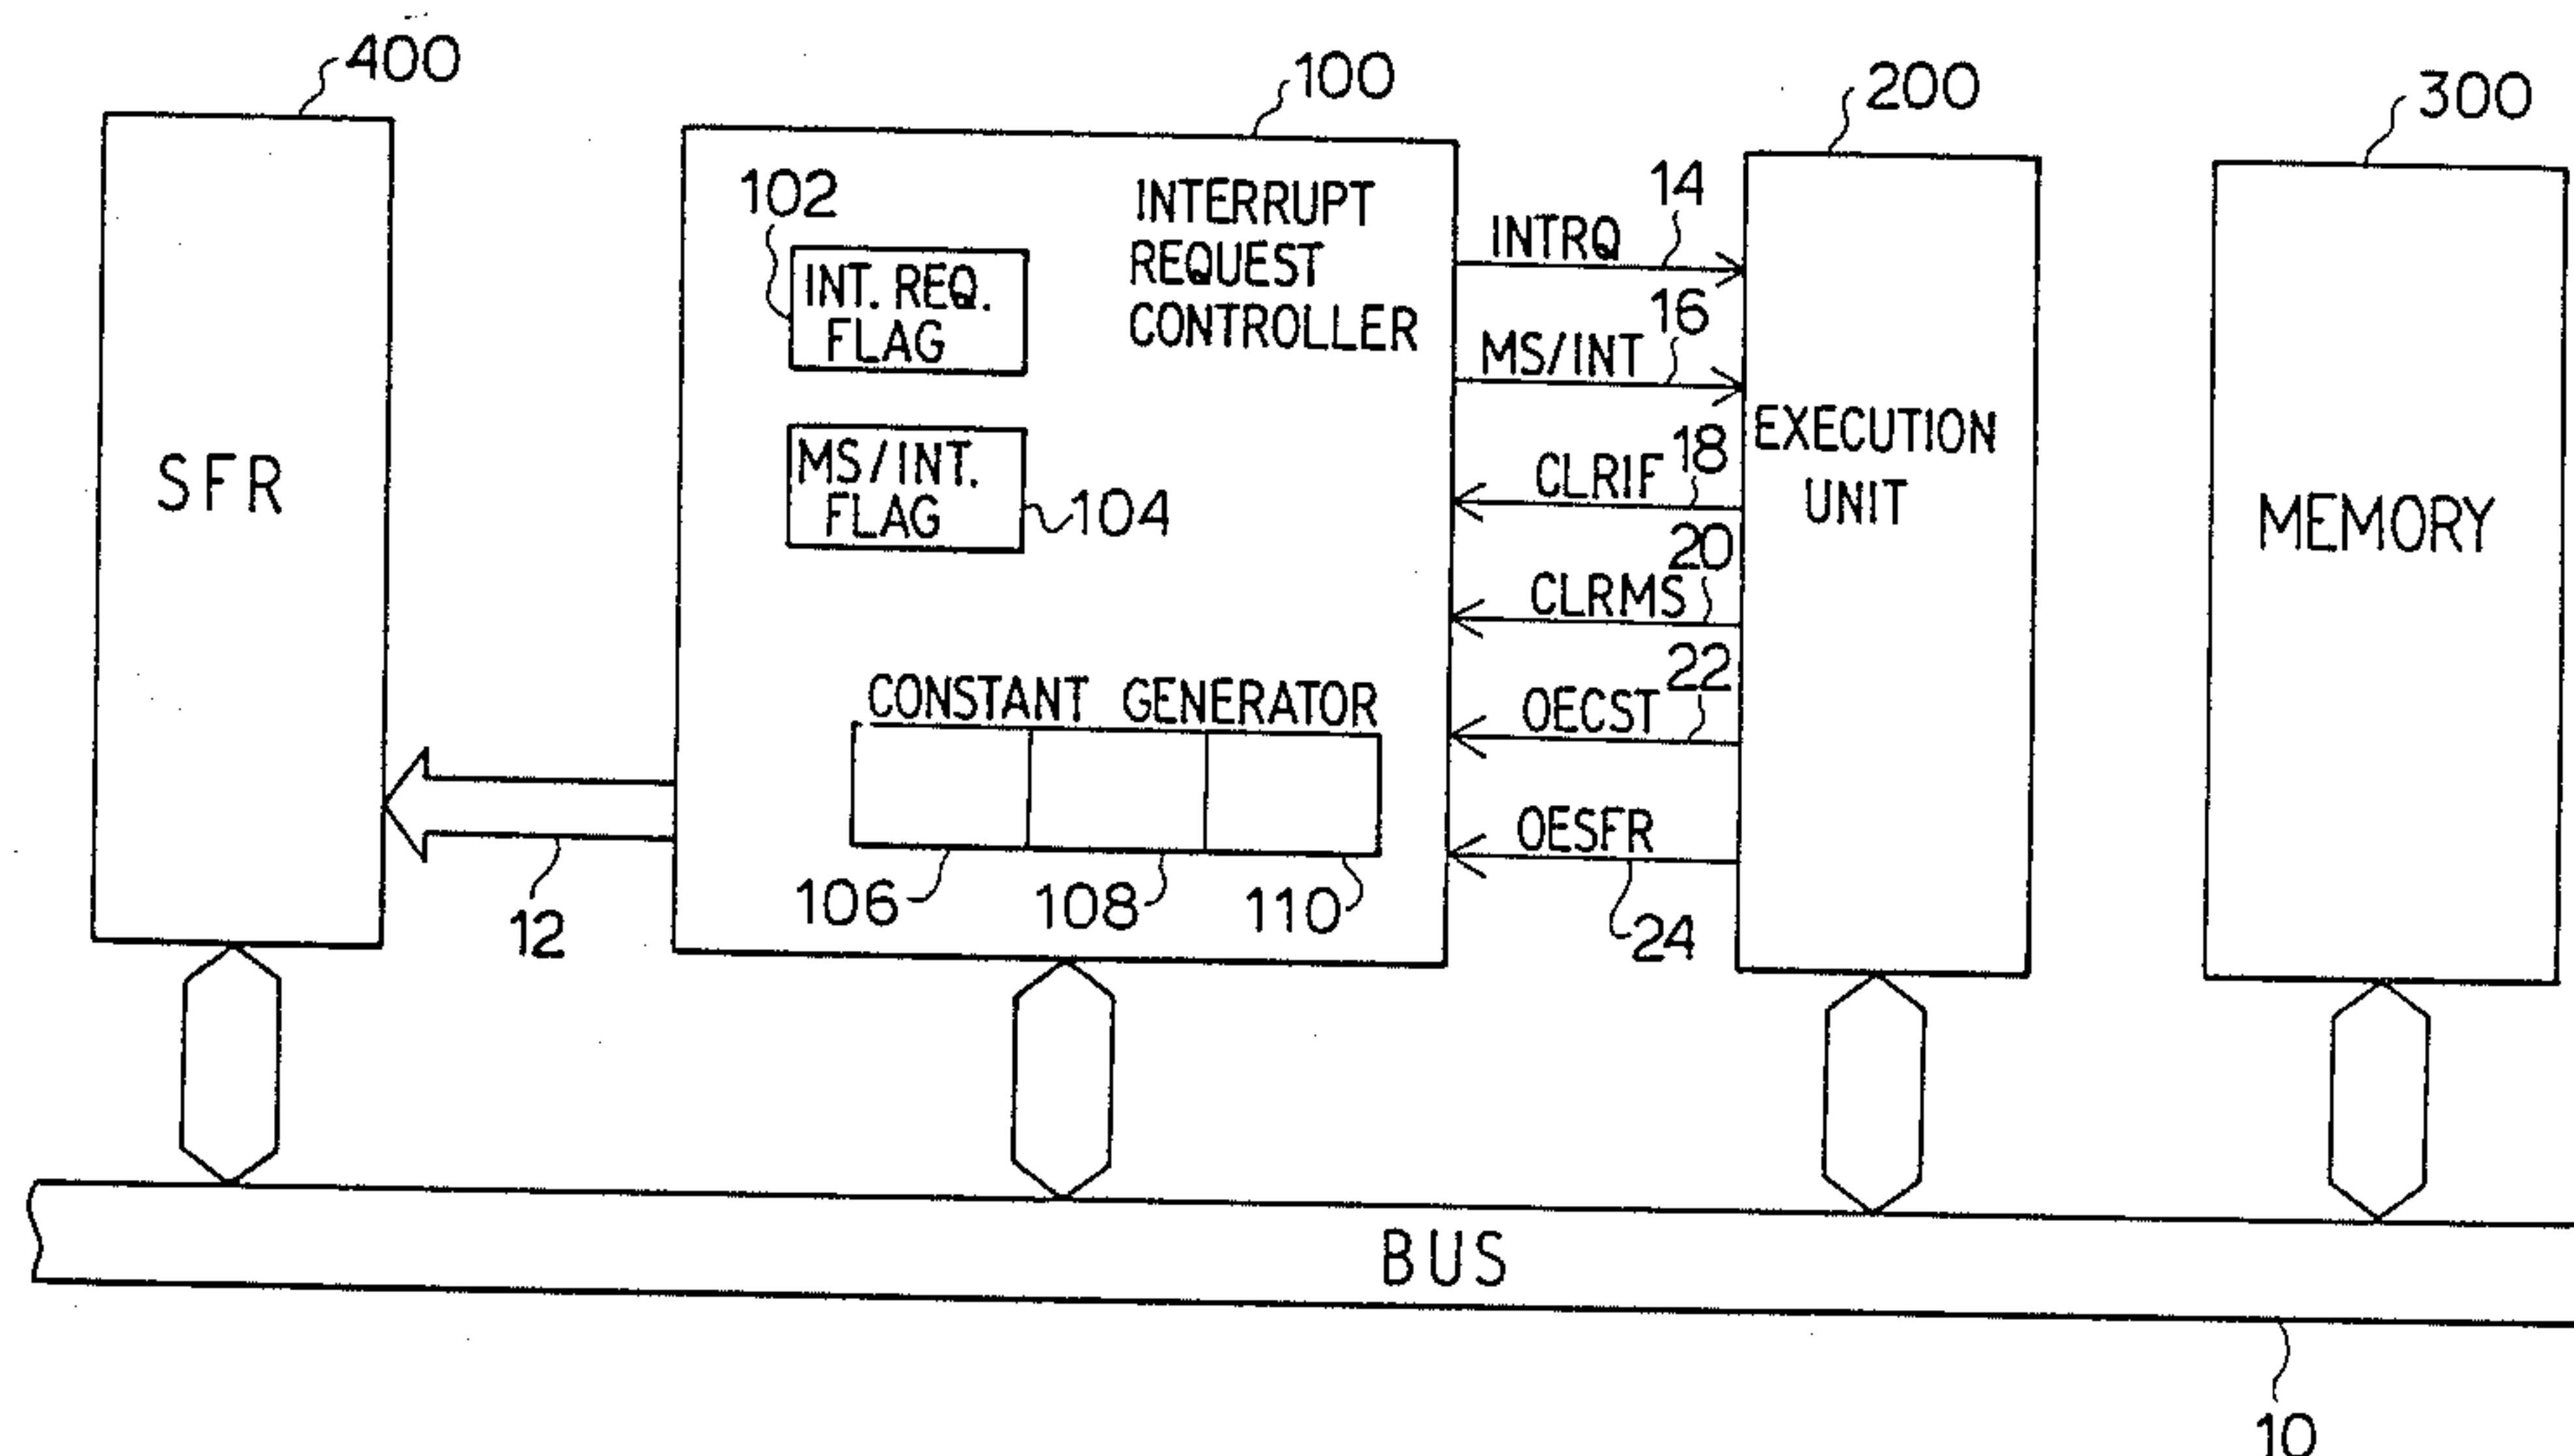 400
100
200
300
SFR
102
INT. REQ.
FLAG
MS/INT.
FLAG
104
INTERRUPT
REQUEST
CONTROLLER
CONSTANT GENERATOR
106
108
110
12
INTRQ
14
MS/INT
16
CLRIF
18
CLRMS
20
OECST
22
OESFR
24
EXECUTION
UNIT
MEMORY
BUS
10